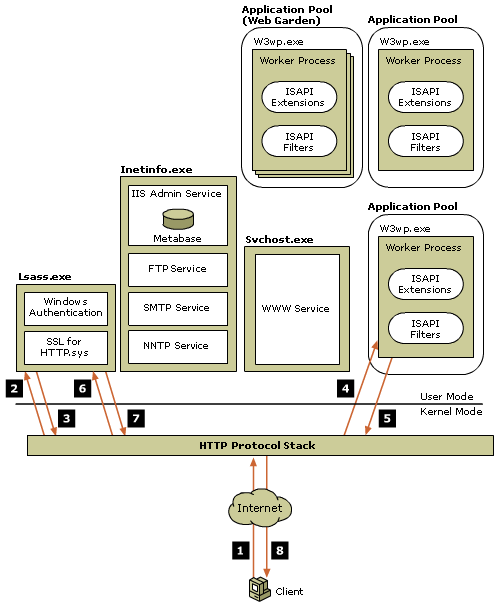 Application Pool
(Web Garden)
W3wp.exe
Worker Process
ISAPI
Extensions
ISAPI
Filters
Application Pool
W3wp.exe
Worker Process
ISAPI
Extensions
ISAPI
Filters
Inetinfo.exe
IIS Admin Service
Metabase
FTP Service
SMTP Service
NNTP Service
Svchost.exe
WWW Service
Application Pool
W3wp.exe
Worker Process
ISAPI
Extensions
ISAPI
Filters
Lsass.exe
Windows
Authentication
SSL for
HTTP.sys
2
3
6
7
4
5
User Mode
Kernel Mode
HTTP Protocol Stack
Internet
1
8
Client